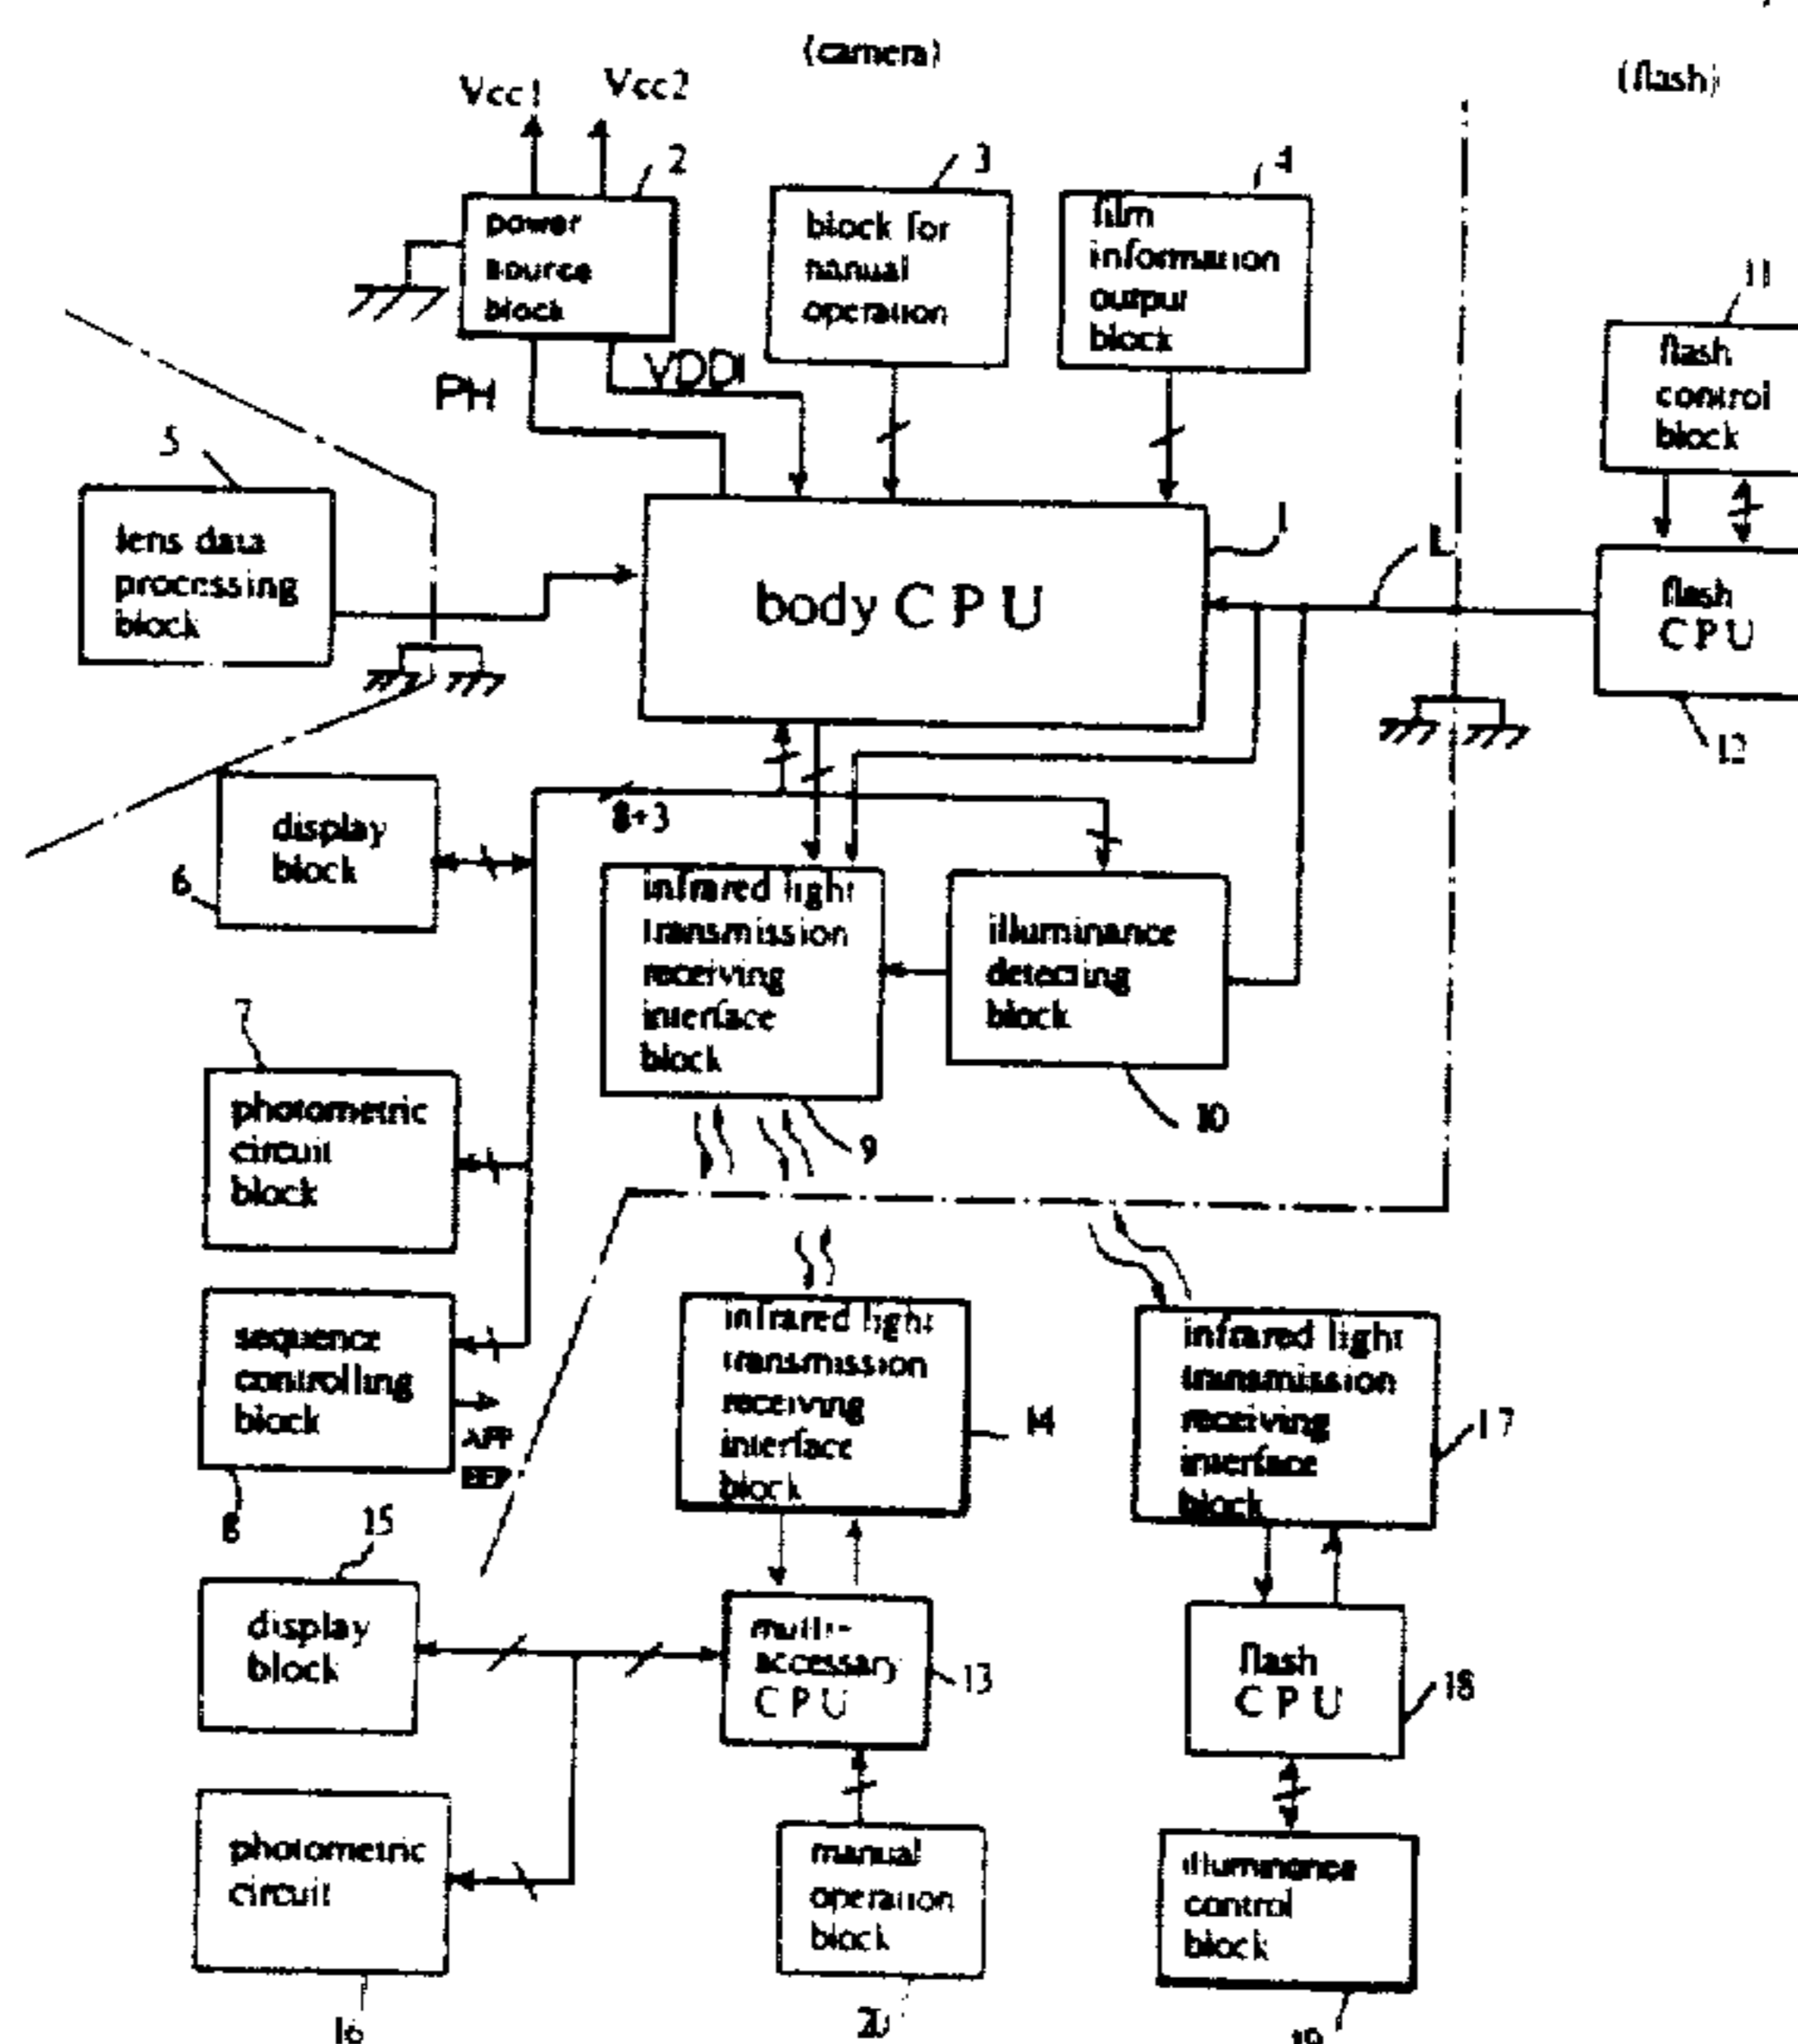 (camera)
(flash)
Vcc1
Vcc2
2
3
4
power
source
block
block for
manual
operation
film
information
output
block
11
flash
control
block
PH
VDD1
5
lens data
processing
block
body CPU
1
L
flash
CPU
12
8+3
display
block
6
infrared light
transmission
receiving
interface
block
illuminance
detecting
block
7
photometric
circuit
block
9
10
sequence
controlling
block
8
infrared light
transmission
receiving
interface
block
14
infrared light
transmission
receiving
interface
block
17
15
display
block
multi-
accessary
CPU
13
flash
CPU
18
photometric
circuit
16
manual
operation
block
20
illuminance
control
block
19